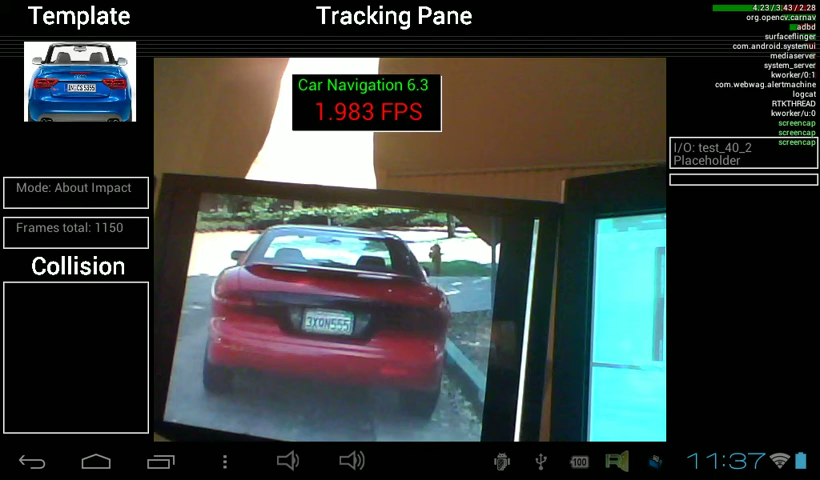 Template
Tracking Pane
4.23 / 3.43 / 2.28
org.opencv.carnav
adbd
surfaceflinger
com.android.systemui
mediaserver
system_server
kworker/0:1
com.webwag.alertmachine
logcat
RTKTHREAD
kworker/u:0
screencap
screencap
screencap
Car Navigation 6.3
1.983 FPS
I/O: test_40_2
Placeholder
Mode: About Impact
Frames total: 1150
Collision
100
11:37